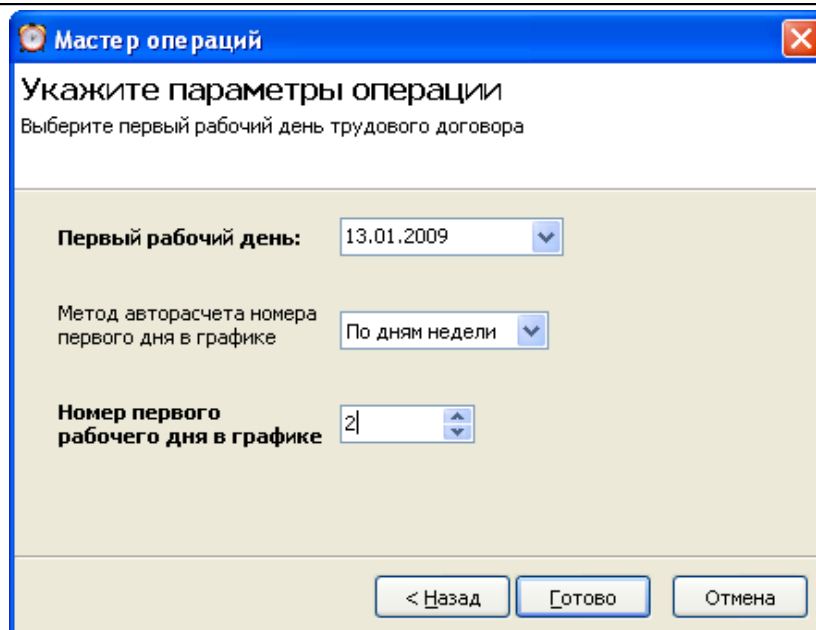 Мастер операций
Укажите параметры операции
Выберите первый рабочий день трудового договора
Первый рабочий день:
13.01.2009
Метод авторасчета номера
первого дня в графике
По дням недели
Номер первого
рабочего дня в графике
2
< Назад
Готово
Отмена